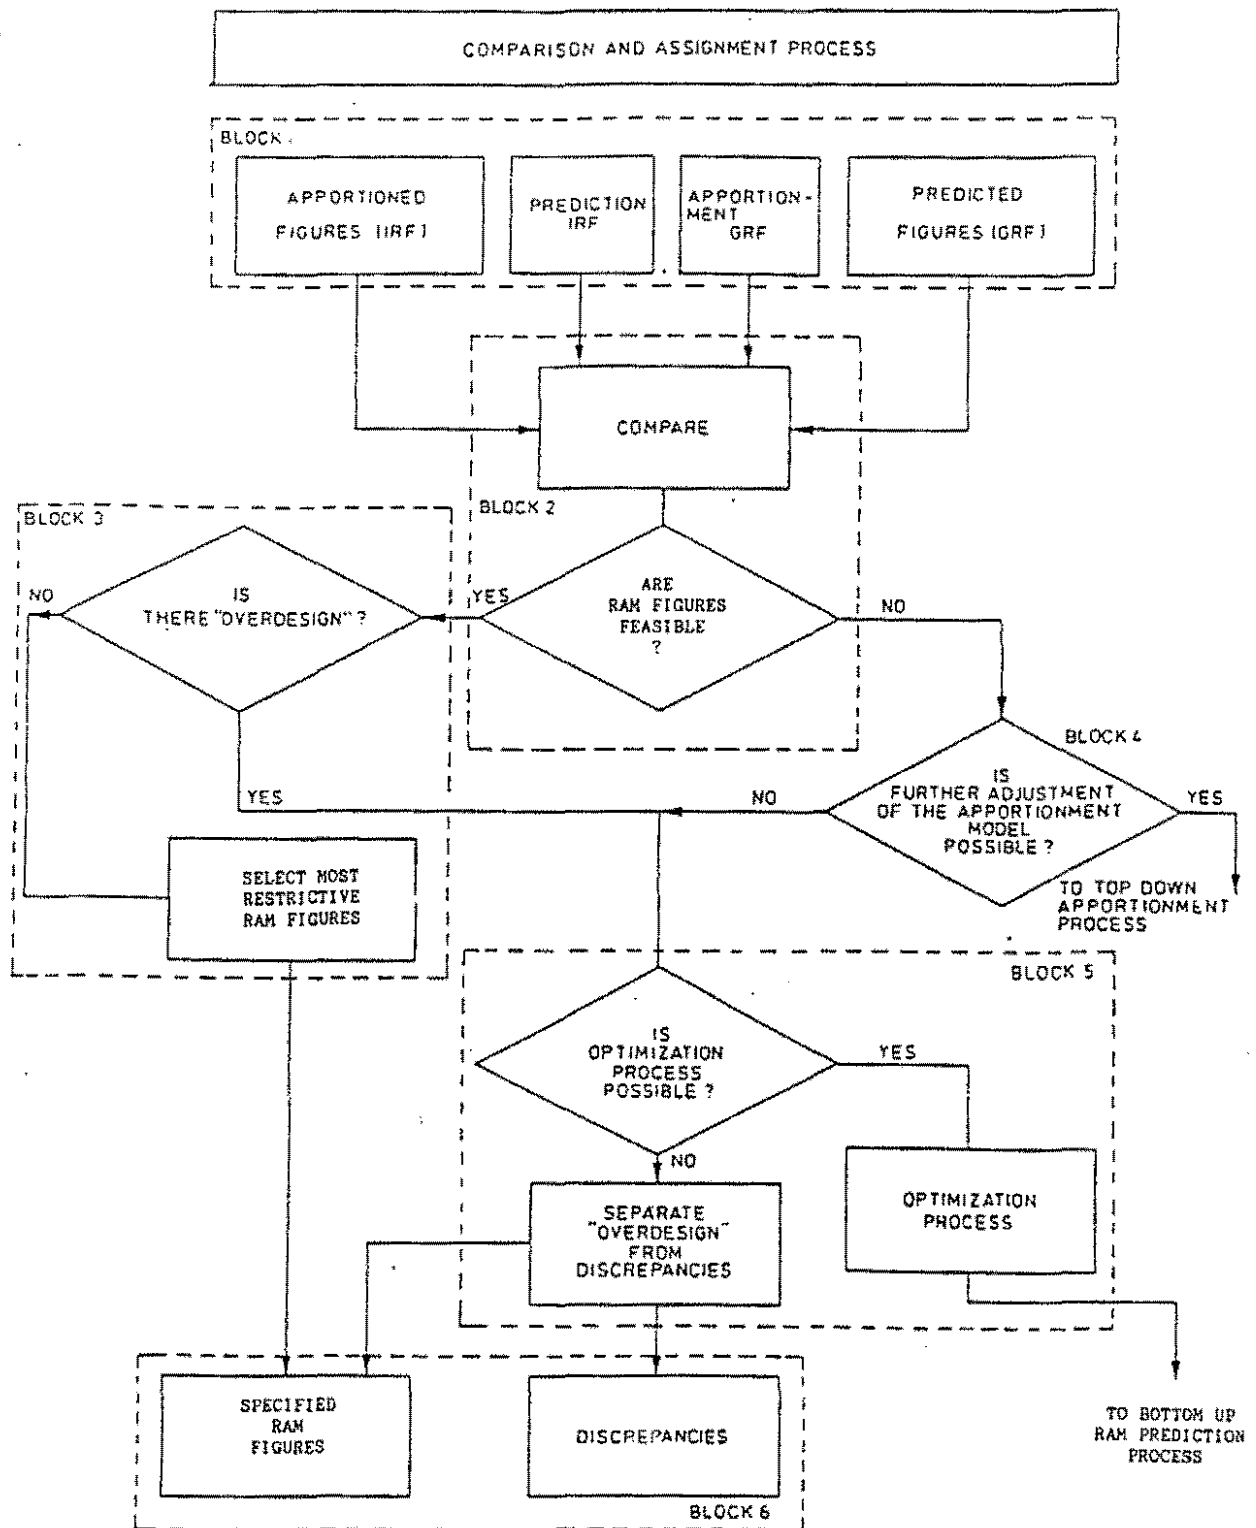 COMPARISON AND ASSIGNMENT PROCESS
BLOCK
APPORTIONED
FIGURES (IRF)
PREDICTION
IRF
APPORTION-
MENT
GRF
PREDICTED
FIGURES (GRF)
COMPARE
BLOCK 2
BLOCK 3
IS
THERE "OVERDESIGN" ?
NO
YES
ARE
RAM FIGURES
FEASIBLE
?
NO
BLOCK 4
IS
FURTHER ADJUSTMENT
OF THE APPORTIONMENT
MODEL
POSSIBLE ?
YES
NO
YES
TO TOP DOWN
APPORTIONMENT
PROCESS
SELECT MOST
RESTRICTIVE
RAM FIGURES
BLOCK 5
IS
OPTIMIZATION
PROCESS
POSSIBLE ?
YES
NO
OPTIMIZATION
PROCESS
SEPARATE
"OVERDESIGN"
FROM
DISCREPANCIES
SPECIFIED
RAM
FIGURES
DISCREPANCIES
BLOCK 6
TO BOTTOM UP
RAM PREDICTION
PROCESS